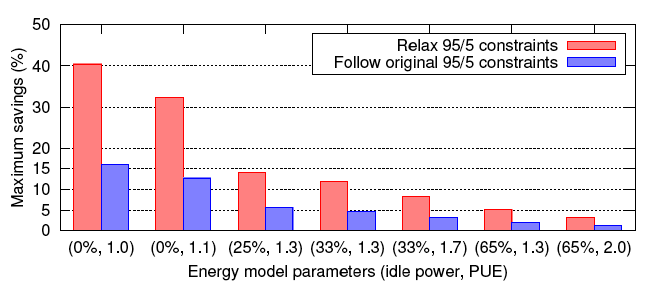 Maximum savings (%)
50
40
30
20
15
10
5
0
Relax 95/5 constraints
Follow original 95/5 constraints
(0%, 1.0) (0%, 1.1) (25%, 1.3) (33%, 1.3) (33%, 1.7) (65%, 1.3) (65%, 2.0)
Energy model parameters (idle power, PUE)